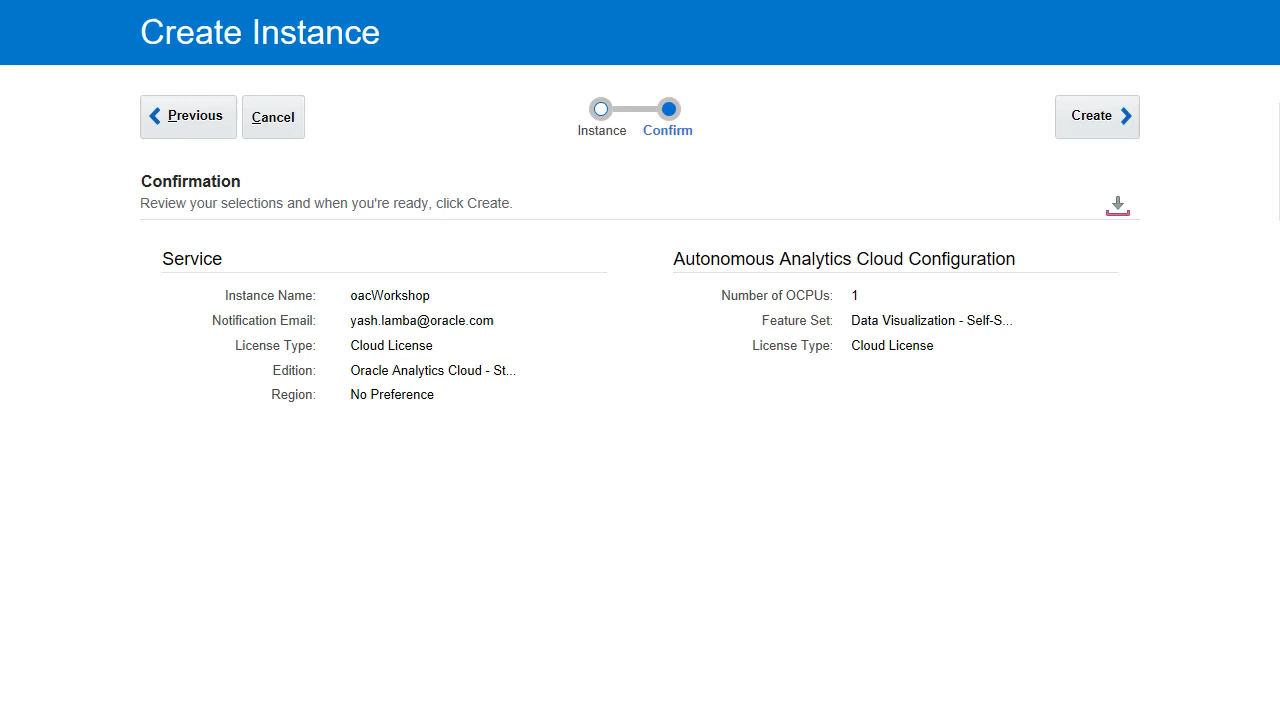 Create Instance
Previous
Cancel
Instance
Confirm
Create
Confirmation
Review your selections and when you're ready, click Create.
Service
Instance Name: oacWorkshop
Notification Email: yash.lamba@oracle.com
License Type: Cloud License
Edition: Oracle Analytics Cloud - St...
Region: No Preference
Autonomous Analytics Cloud Configuration
Number of OCPUs: 1
Feature Set: Data Visualization - Self-S...
License Type: Cloud License